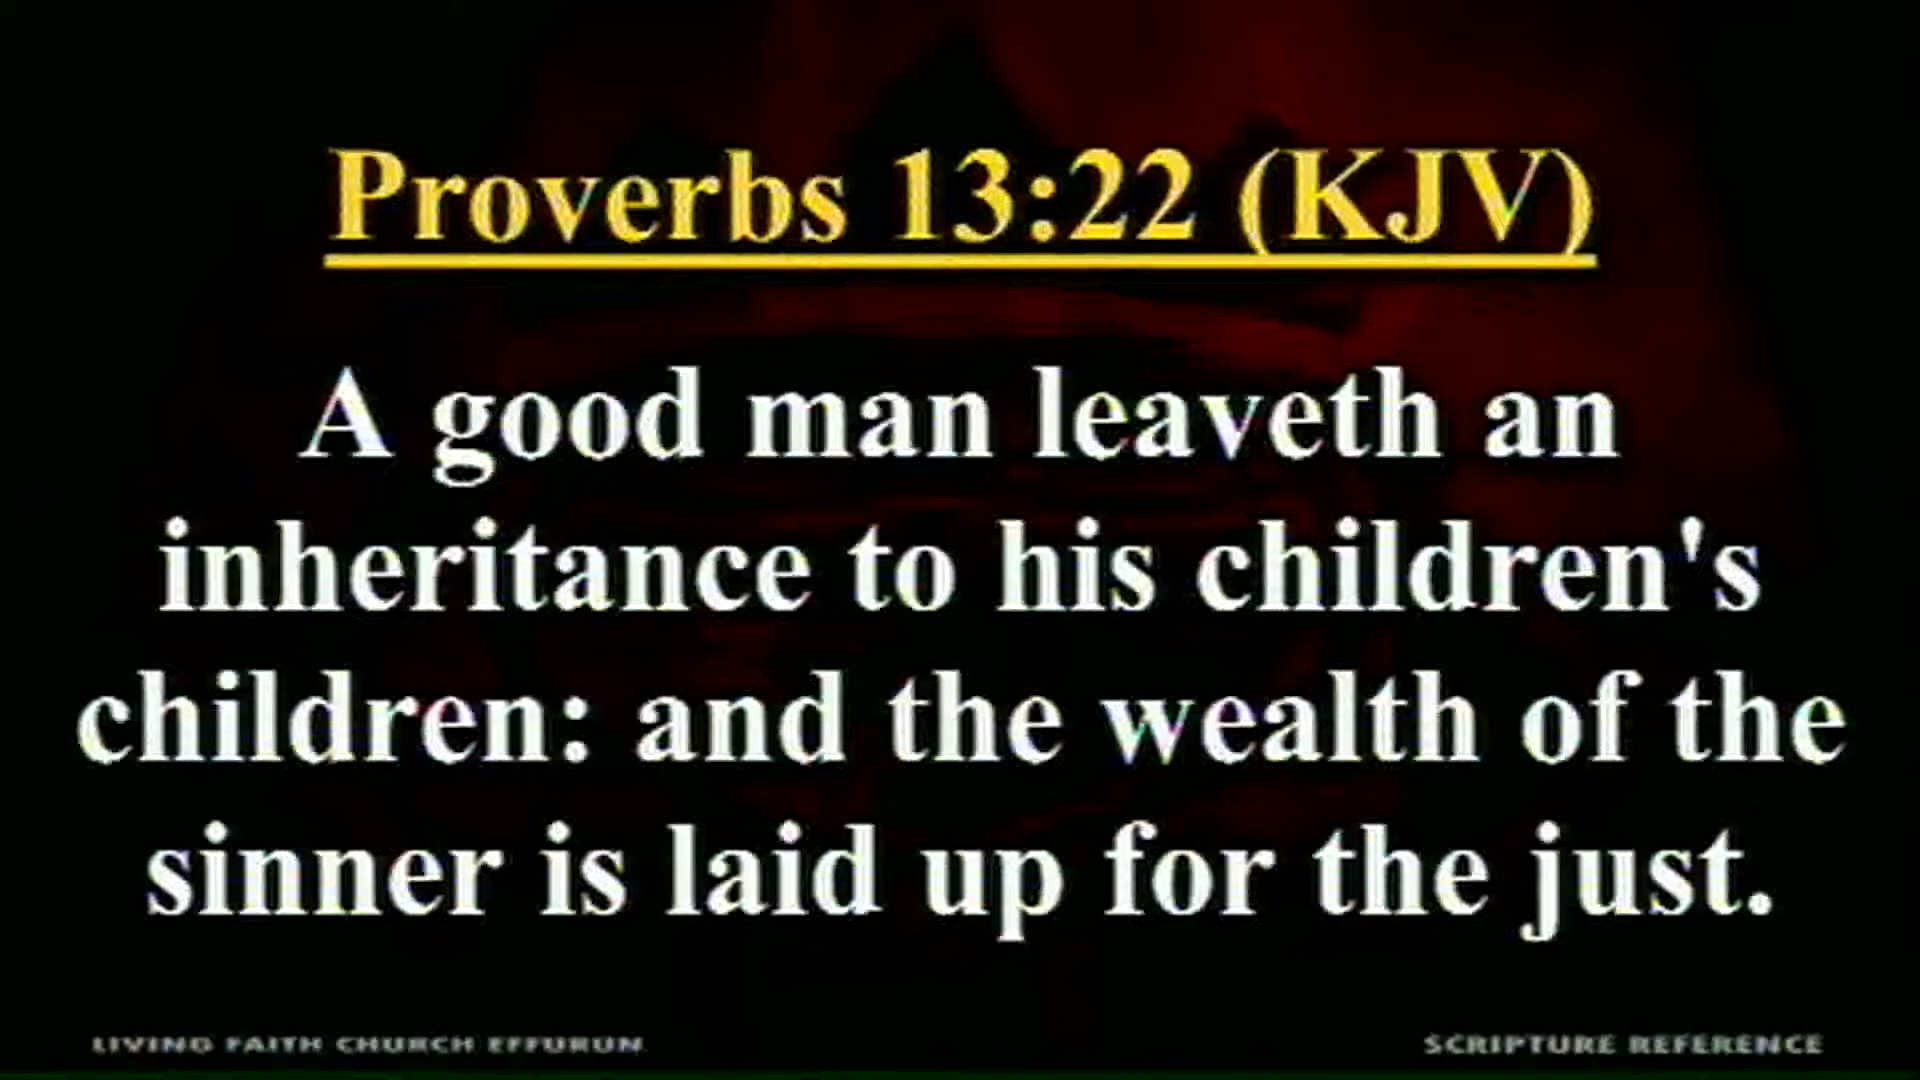 Proverbs 13:22 (KJV)
A good man leaveth an
inheritance to his children's
children: and the wealth of the
sinner is laid up for the just.
LIVING FAITH CHURCH EFFURUN
SCRIPTURE REFERENCE